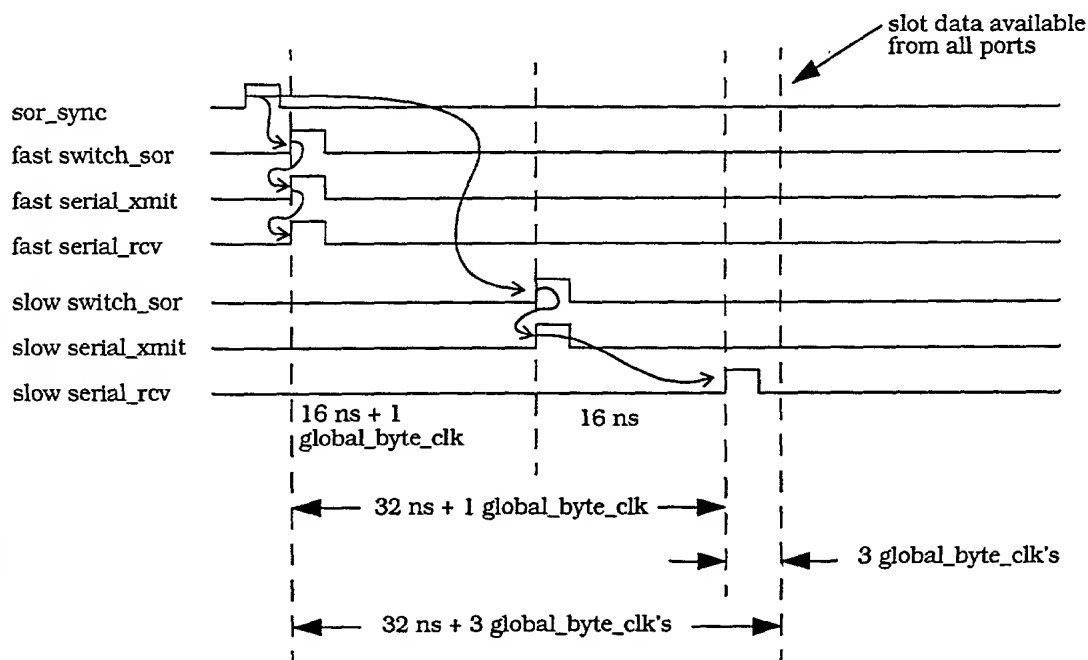 slot data available
from all ports
sor_sync
fast switch_sor
fast serial_xmit
fast serial_rcv
slow switch_sor
slow serial_xmit
slow serial_rcv
16 ns + 1
global_byte_clk
16 ns
32 ns + 1 global_byte_clk
3 global_byte_clk's
32 ns + 3 global_byte_clk's